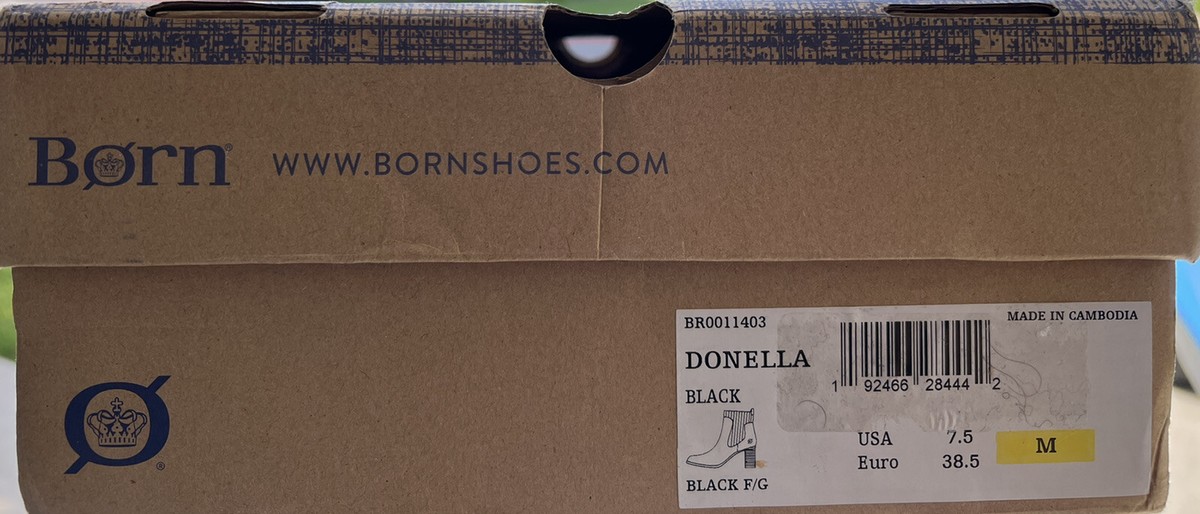 Børn® WWW.BORNSHOES.COM
BR0011403 MADE IN CAMBODIA
DONELLA
BLACK
1 92466 28444 2
USA 7.5
Euro 38.5
M
BLACK F/G
Ø®